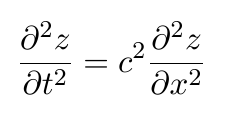 ∂²z/∂t² = c² ∂²z/∂x²